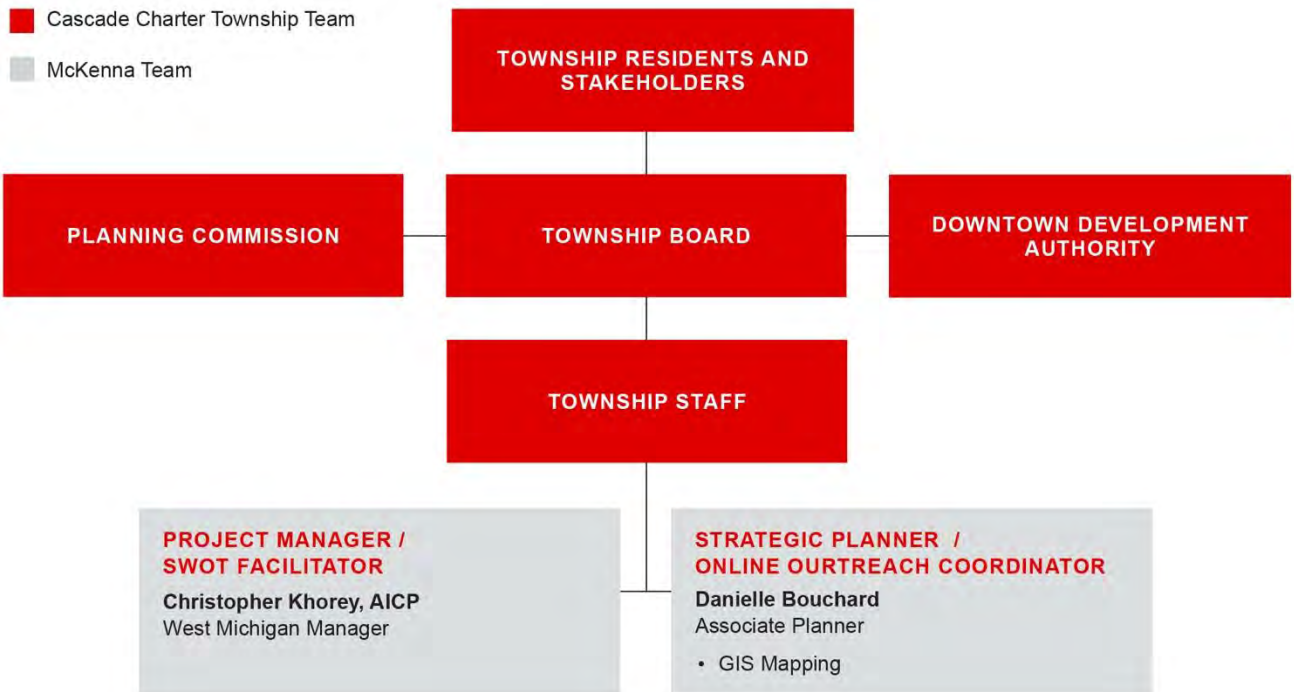 Cascade Charter Township Team
McKenna Team
TOWNSHIP RESIDENTS AND
STAKEHOLDERS
PLANNING COMMISSION
TOWNSHIP BOARD
DOWNTOWN DEVELOPMENT
AUTHORITY
TOWNSHIP STAFF
PROJECT MANAGER /
SWOT FACILITATOR
Christopher Khorey, AICP
West Michigan Manager
STRATEGIC PLANNER /
ONLINE OURTREACH COORDINATOR
Danielle Bouchard
Associate Planner
• GIS Mapping